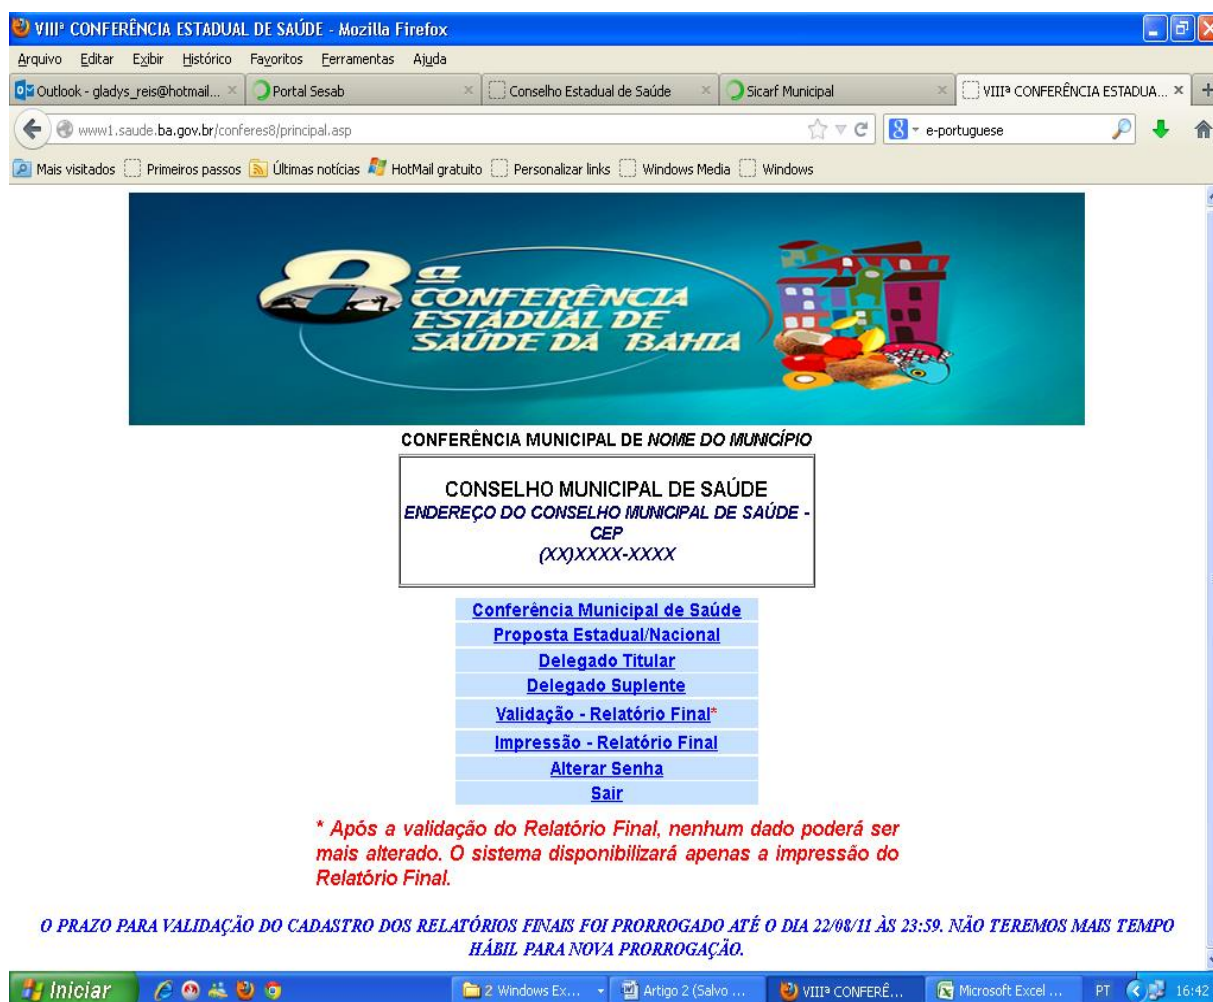 VIIIª CONFERÊNCIA ESTADUAL DE SAÚDE - Mozilla Firefox
Arquivo Editar Exibir Histórico Favoritos Ferramentas Ajuda
Outlook - gladys_reis@hotmail... Portal Sesab Conselho Estadual de Saúde Sicarf Municipal VIIIª CONFERÊNCIA ESTADUA...
www1.saude.ba.gov.br/conferes8/principal.asp e-portuguese
Mais visitados Primeiros passos Últimas notícias HotMail gratuito Personalizar links Windows Media Windows
8ª
CONFERÊNCIA
ESTADUAL DE
SAÚDE DA BAHIA
CONFERÊNCIA MUNICIPAL DE NOME DO MUNICÍPIO
CONSELHO MUNICIPAL DE SAÚDE
ENDEREÇO DO CONSELHO MUNICIPAL DE SAÚDE -
CEP
(XX)XXXX-XXXX
Conferência Municipal de Saúde
Proposta Estadual/Nacional
Delegado Titular
Delegado Suplente
Validação - Relatório Final*
Impressão - Relatório Final
Alterar Senha
Sair
* Após a validação do Relatório Final, nenhum dado poderá ser
mais alterado. O sistema disponibilizará apenas a impressão do
Relatório Final.
O PRAZO PARA VALIDAÇÃO DO CADASTRO DOS RELATÓRIOS FINAIS FOI PRORROGADO ATÉ O DIA 22/08/11 ÀS 23:59. NÃO TEREMOS MAIS TEMPO
HÁBIL PARA NOVA PRORROGAÇÃO.
Iniciar 2 Windows Ex... Artigo 2 (Salvo ... VIIIª CONFERÊ... Microsoft Excel ... PT 16:42